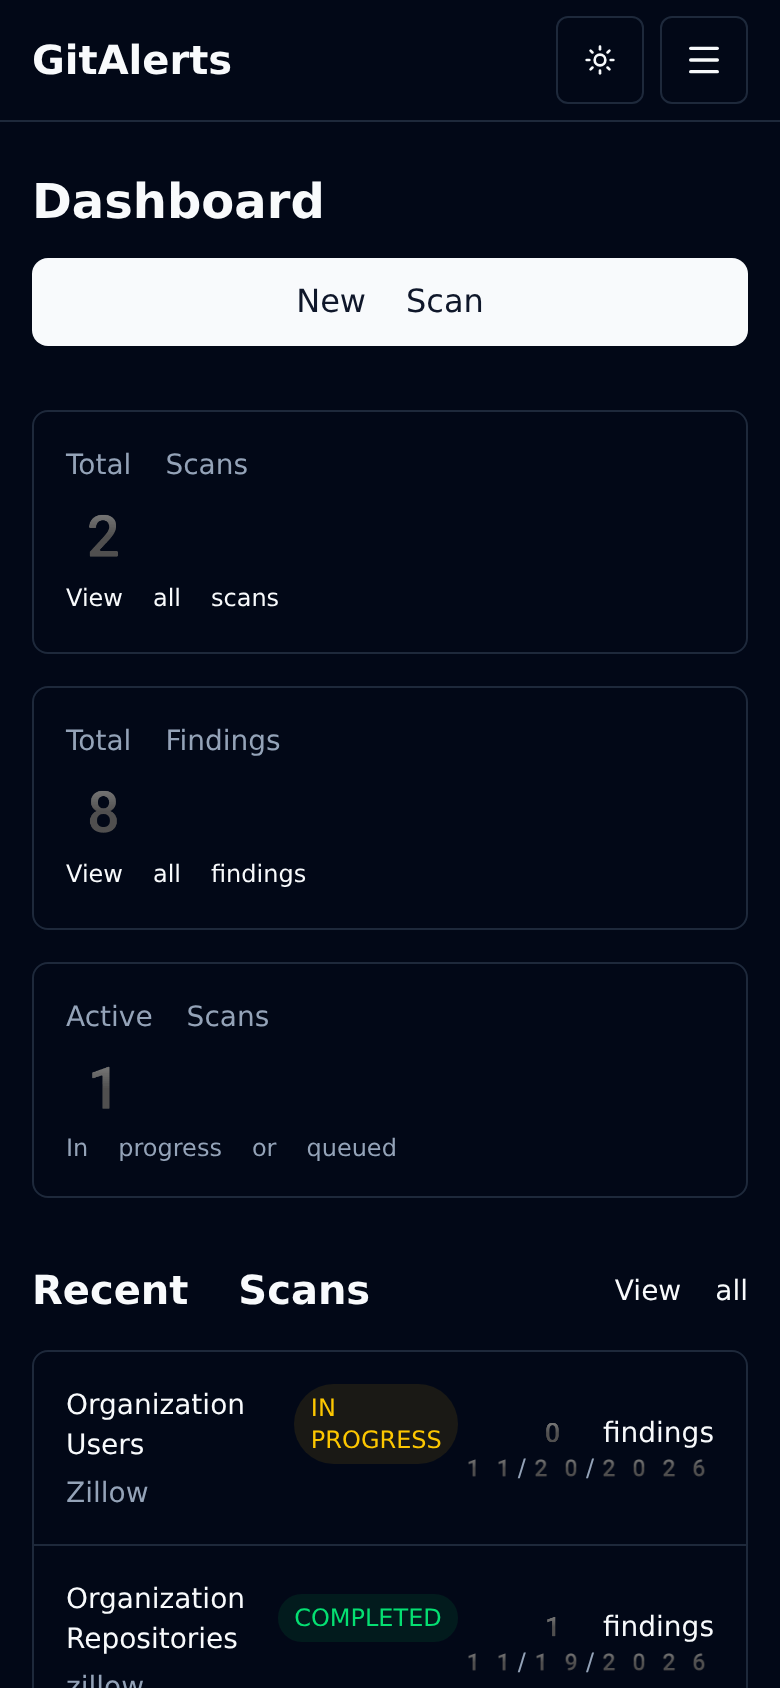 GitAlerts
Dashboard
New Scan
Total Scans
2
View all scans
Total Findings
8
View all findings
Active Scans
1
In progress or queued
Recent Scans
View all
Organization
Users
Zillow
IN
PROGRESS
0 findings
11/20/2026
Organization
Repositories
zillow
COMPLETED
1 findings
11/19/2026